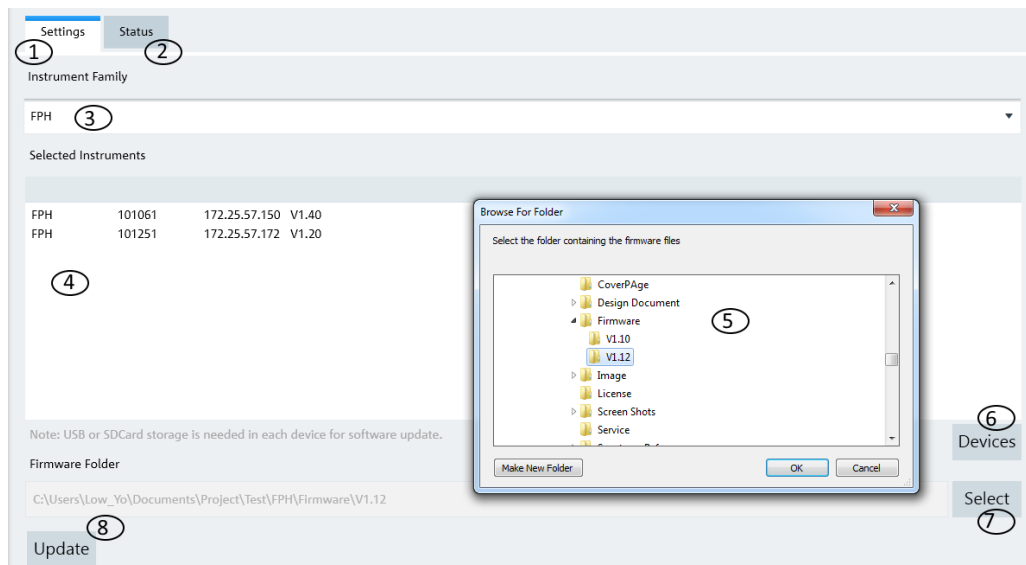 Settings Status
1 2
Instrument Family
FPH 3
Selected Instruments
FPH 101061 172.25.57.150 V1.40
FPH 101251 172.25.57.172 V1.20
4
Browse For Folder
Select the folder containing the firmware files
CoverPAge
Design Document
Firmware
5
V1.10
V1.12
Image
License
Screen Shots
Service
Make New Folder OK Cancel
6
Note: USB or SDCard storage is needed in each device for software update.
Devices
Firmware Folder
C:\Users\Low_Yo\Documents\Project\Test\FPH\Firmware\V1.12
Select
7
8
Update